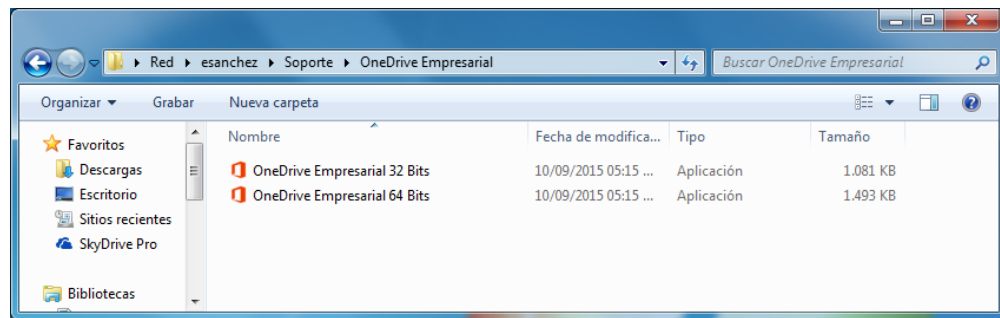 Red ▸ esanchez ▸ Soporte ▸ OneDrive Empresarial
Buscar OneDrive Empresarial
Organizar Grabar Nueva carpeta
Favoritos
Descargas
Escritorio
Sitios recientes
SkyDrive Pro
Bibliotecas
Nombre Fecha de modifica... Tipo Tamaño
OneDrive Empresarial 32 Bits 10/09/2015 05:15 ... Aplicación 1.081 KB
OneDrive Empresarial 64 Bits 10/09/2015 05:15 ... Aplicación 1.493 KB